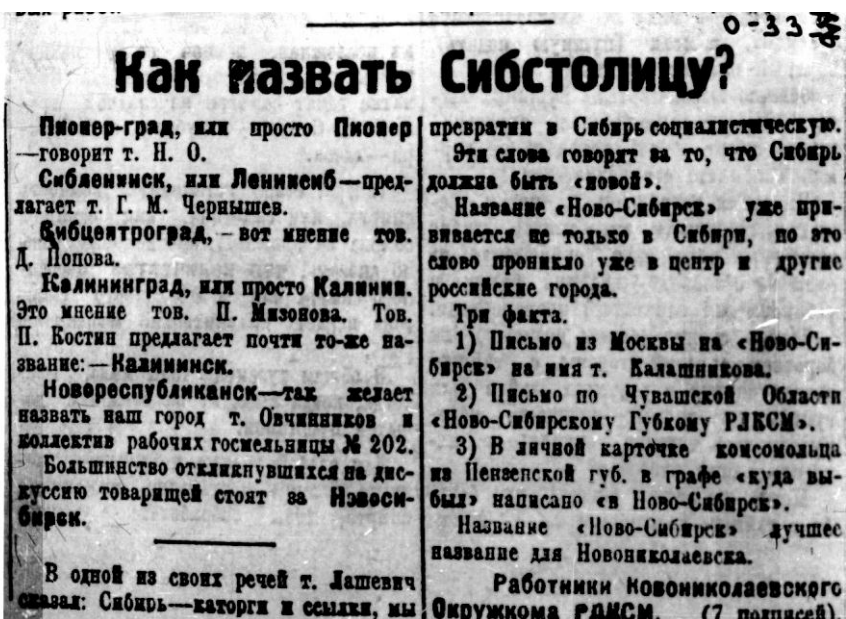 О-33
Как назвать Сибстолицу?
Пионер-град, или просто Пионер
—говорит т. Н. О.
Сибленинск, или Ленинсиб—пред-
лагает т. Г. М. Чернышев.
Сибцентроград, – вот мнение тов.
Д. Попова.
Калининград, или просто Калинин.
Это мнение тов. П. Мизонова. Тов.
П. Костин предлагает почти то-же на-
звание:—Калининск.
Новореспубликанск—так желает
назвать наш город т. Овчинников и
коллектив рабочих госмельницы № 202.
Большинство откликнувшихся на дис-
куссию товарищей стоят за Новоси-
бирск.
В одной из своих речей т. Лашевич
сказал: Сибирь—каторги и ссылки, мы
превратим в Сибирь социалистическую.
Эти слова говорят за то, что Сибирь
должна быть «новой».
Название «Ново-Сибирск» уже при-
вивается не только в Сибири, но это
слово проникло уже в центр и другие
российские города.
Три факта.
1) Письмо из Москвы на «Ново-Си-
бирск» на имя т. Калашникова.
2) Письмо по Чувашской Области
«Ново-Сибирскому Губкому РЛКСМ».
3) В личной карточке комсомольца
из Пензенской губ. в графе «куда вы-
был» написано «в Ново-Сибирск».
Название «Ново-Сибирск» лучшее
название для Новониколаевска.
Работники Новониколаевского
Окружкома РЛКСМ. (7 подписей).